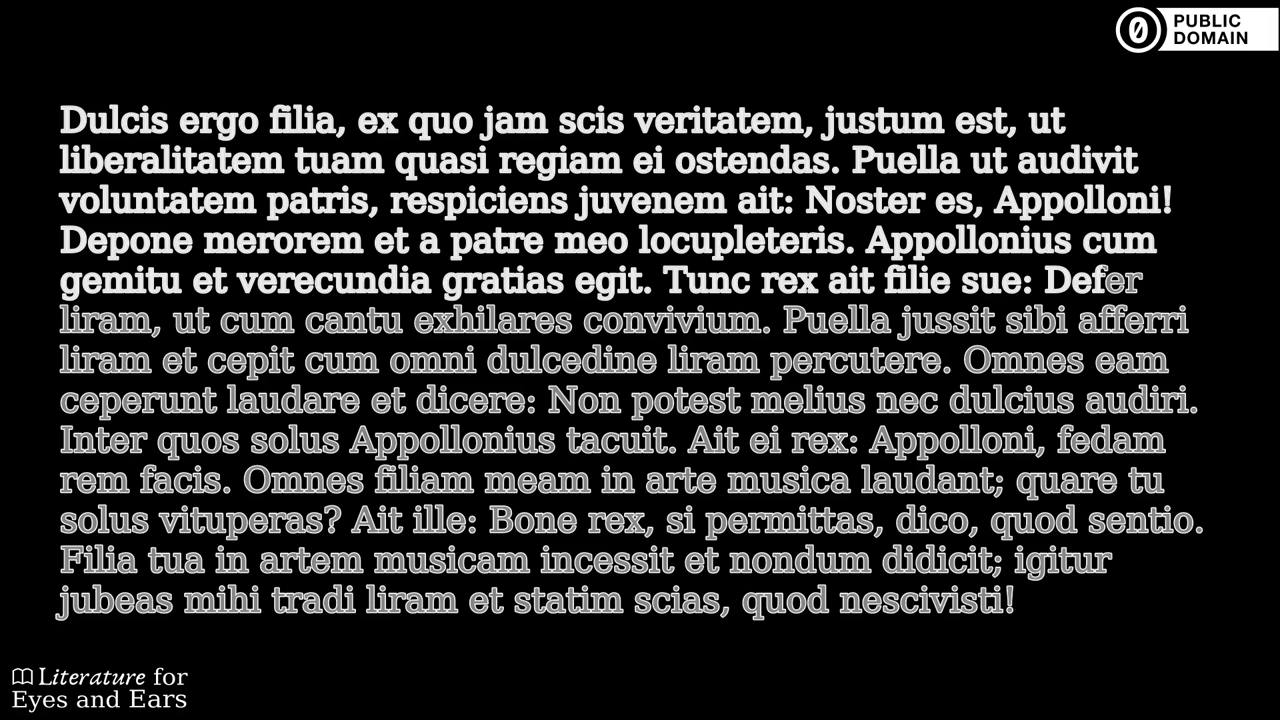 PUBLIC
DOMAIN
Dulcis ergo filia, ex quo jam scis veritatem, justum est, ut
liberalitatem tuam quasi regiam ei ostendas. Puella ut audivit
voluntatem patris, respiciens juvenem ait: Noster es, Appolloni!
Depone merorem et a patre meo locupleteris. Appollonius cum
gemitu et verecundia gratias egit. Tunc rex ait filie sue: Defer
liram, ut cum cantu exhilares convivium. Puella jussit sibi afferri
liram et cepit cum omni dulcedine liram percutere. Omnes eam
ceperunt laudare et dicere: Non potest melius nec dulcius audiri.
Inter quos solus Appollonius tacuit. Ait ei rex: Appolloni, fedam
rem facis. Omnes filiam meam in arte musica laudant; quare tu
solus vituperas? Ait ille: Bone rex, si permittas, dico, quod sentio.
Filia tua in artem musicam incessit et nondum didicit; igitur
jubeas mihi tradi liram et statim scias, quod nescivisti!
Literature for
Eyes and Ears